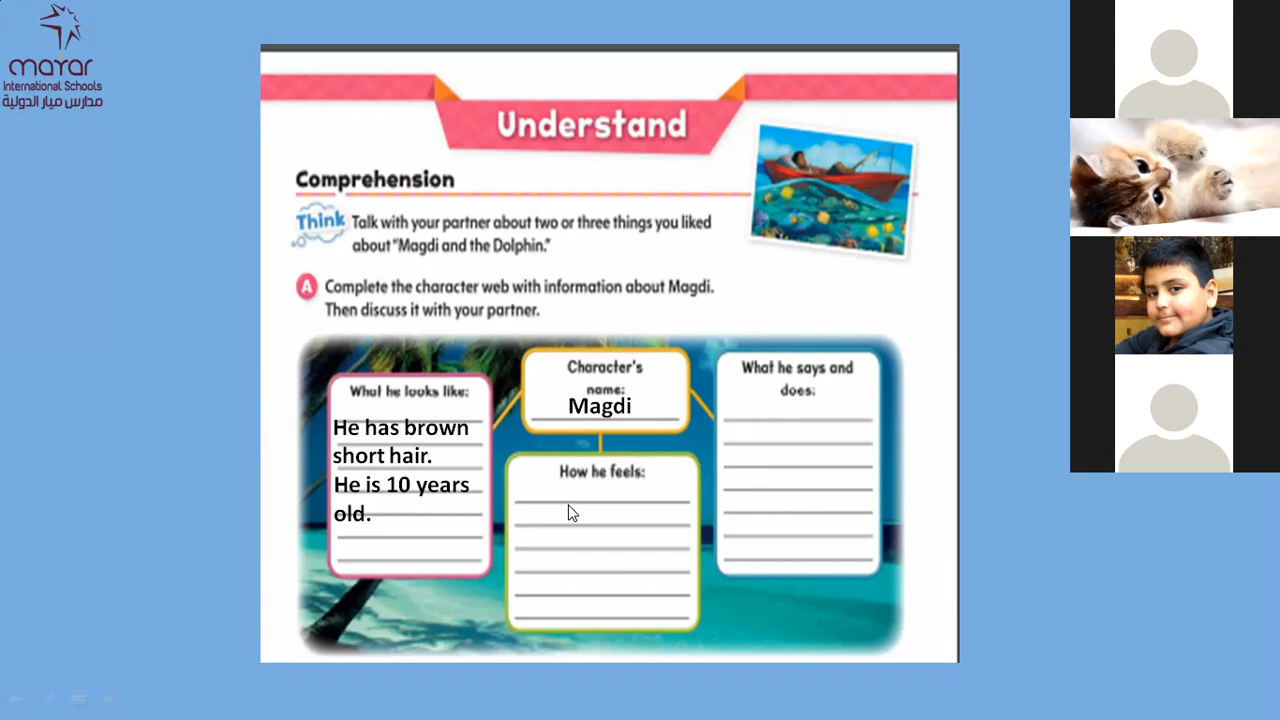 mayar
International Schools
مدارس ميار الدولية
Understand
Comprehension
Think
Talk with your partner about two or three things you liked
about "Magdi and the Dolphin."
A Complete the character web with information about Magdi.
Then discuss it with your partner.
What he looks like:
He has brown
short hair.
He is 10 years
old.
Character's
name:
Magdi
How he feels:
What he says and
does: